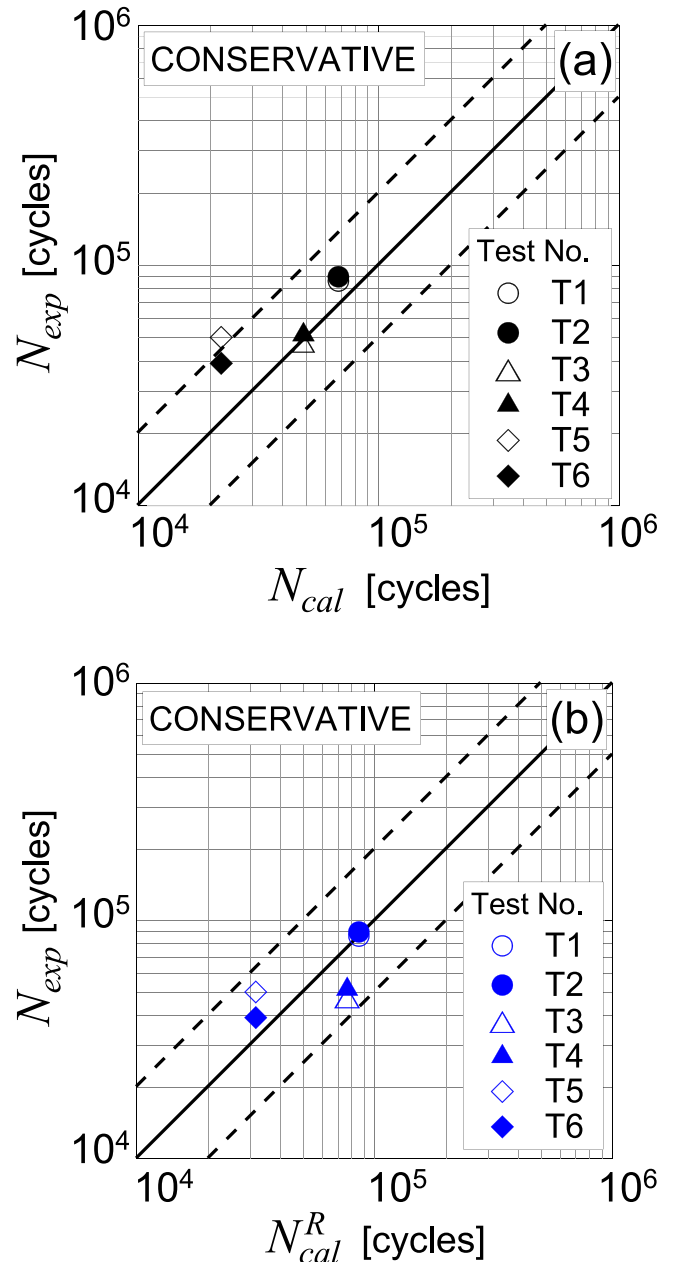 10^6
CONSERVATIVE
(a)
N_exp [cycles]
10^5
Test No.
T1
T2
T3
T4
T5
T6
10^4
10^4 10^5 10^6
N_cal [cycles]
10^6
CONSERVATIVE
(b)
N_exp [cycles]
10^5
Test No.
T1
T2
T3
T4
T5
T6
10^4
10^4 10^5 10^6
N_cal^R [cycles]